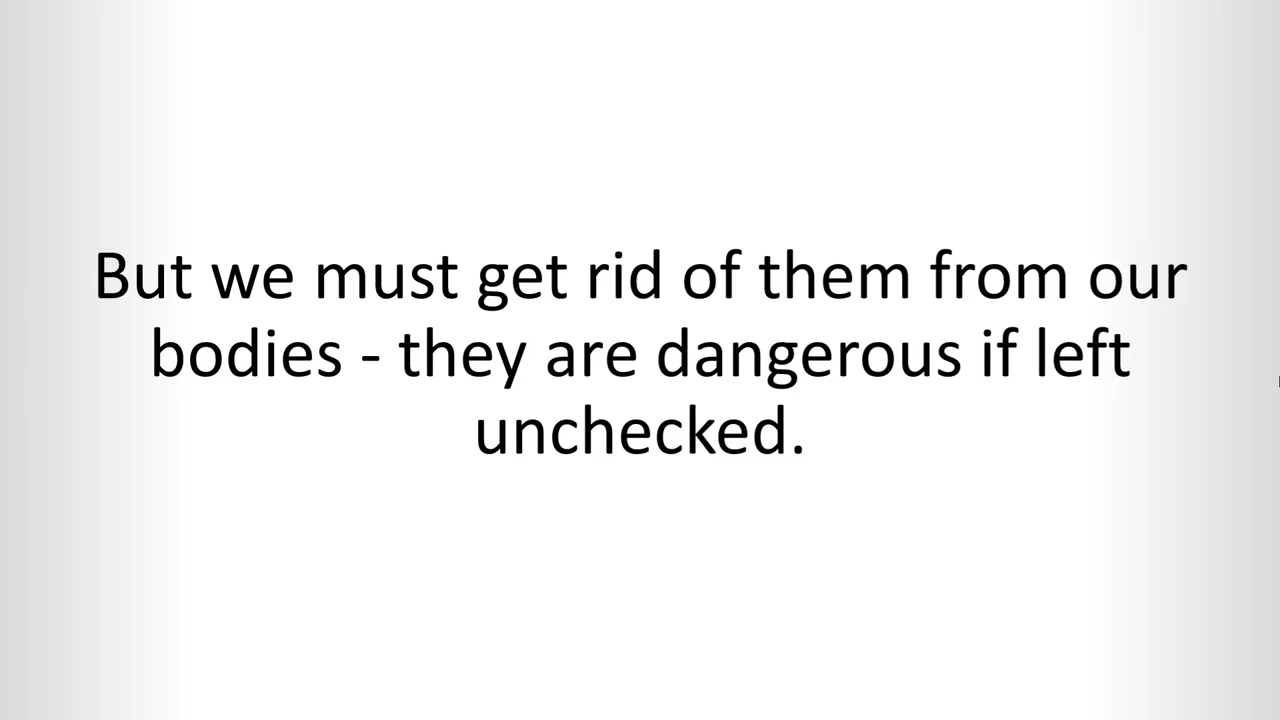 But we must get rid of them from our
bodies - they are dangerous if left
unchecked.